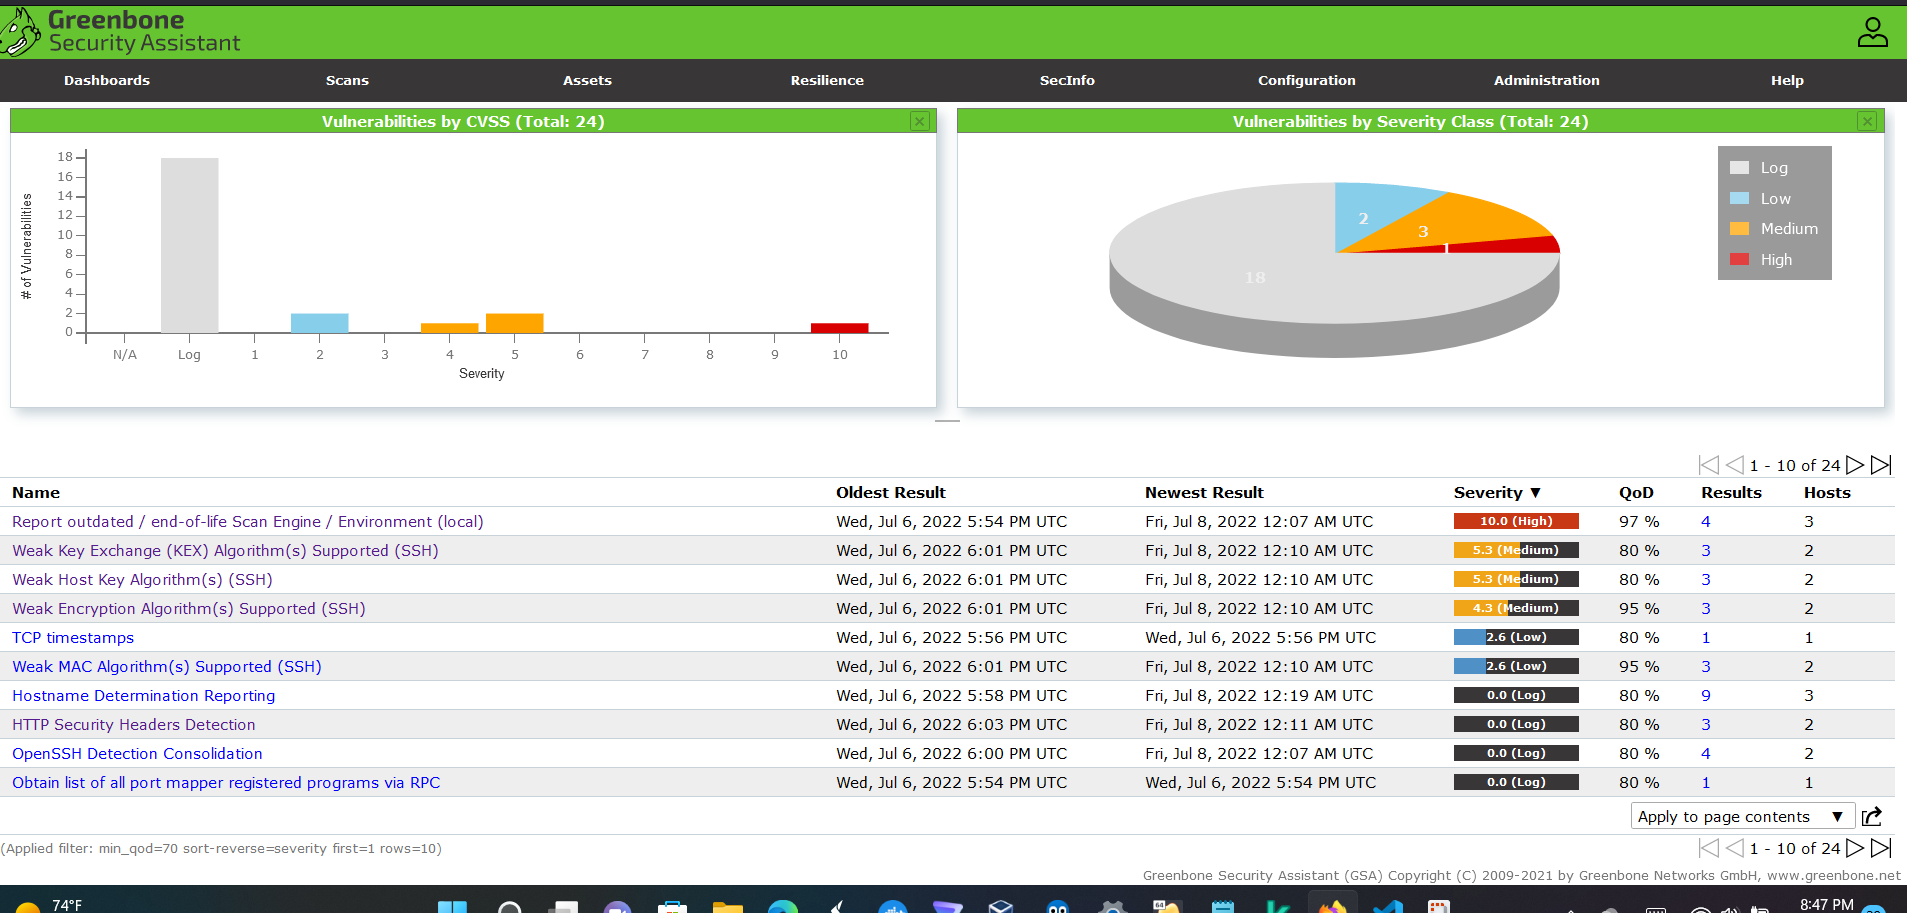 Greenbone
Security Assistant
Dashboards Scans Assets Resilience SecInfo Configuration Administration Help
Vulnerabilities by CVSS (Total: 24)
# of Vulnerabilities
18
16
14
12
10
8
6
4
2
0
N/A Log 1 2 3 4 5 6 7 8 9 10
Severity
Vulnerabilities by Severity Class (Total: 24)
2
3
1
18
Log
Low
Medium
High
1 - 10 of 24
Name Oldest Result Newest Result Severity ▼ QoD Results Hosts
Report outdated / end-of-life Scan Engine / Environment (local) Wed, Jul 6, 2022 5:54 PM UTC Fri, Jul 8, 2022 12:07 AM UTC 10.0 (High) 97 % 4 3
Weak Key Exchange (KEX) Algorithm(s) Supported (SSH) Wed, Jul 6, 2022 6:01 PM UTC Fri, Jul 8, 2022 12:10 AM UTC 5.3 (Medium) 80 % 3 2
Weak Host Key Algorithm(s) (SSH) Wed, Jul 6, 2022 6:01 PM UTC Fri, Jul 8, 2022 12:10 AM UTC 5.3 (Medium) 80 % 3 2
Weak Encryption Algorithm(s) Supported (SSH) Wed, Jul 6, 2022 6:01 PM UTC Fri, Jul 8, 2022 12:10 AM UTC 4.3 (Medium) 95 % 3 2
TCP timestamps Wed, Jul 6, 2022 5:56 PM UTC Wed, Jul 6, 2022 5:56 PM UTC 2.6 (Low) 80 % 1 1
Weak MAC Algorithm(s) Supported (SSH) Wed, Jul 6, 2022 6:01 PM UTC Fri, Jul 8, 2022 12:10 AM UTC 2.6 (Low) 95 % 3 2
Hostname Determination Reporting Wed, Jul 6, 2022 5:58 PM UTC Fri, Jul 8, 2022 12:19 AM UTC 0.0 (Log) 80 % 9 3
HTTP Security Headers Detection Wed, Jul 6, 2022 6:03 PM UTC Fri, Jul 8, 2022 12:11 AM UTC 0.0 (Log) 80 % 3 2
OpenSSH Detection Consolidation Wed, Jul 6, 2022 6:00 PM UTC Fri, Jul 8, 2022 12:07 AM UTC 0.0 (Log) 80 % 4 2
Obtain list of all port mapper registered programs via RPC Wed, Jul 6, 2022 5:54 PM UTC Wed, Jul 6, 2022 5:54 PM UTC 0.0 (Log) 80 % 1 1
Apply to page contents ▼
(Applied filter: min_qod=70 sort-reverse=severity first=1 rows=10)
1 - 10 of 24
Greenbone Security Assistant (GSA) Copyright (C) 2009-2021 by Greenbone Networks GmbH, www.greenbone.net
74°F
64
8:47 PM